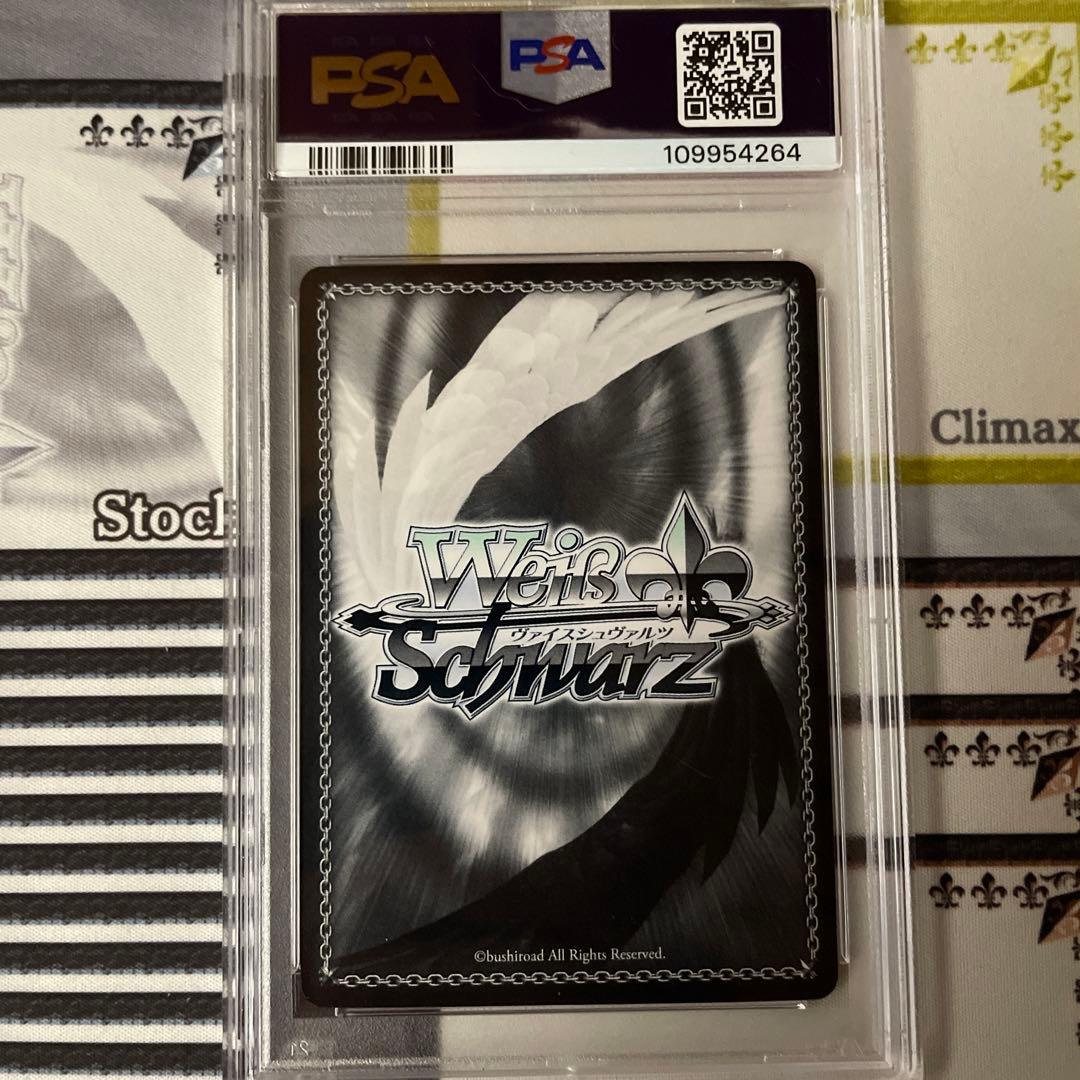 PSA
PSA
109954264
Climax
Stock
Weiß
ヴァイスシュヴァルツ
Schwarz
©bushiroad All Rights Reserved.